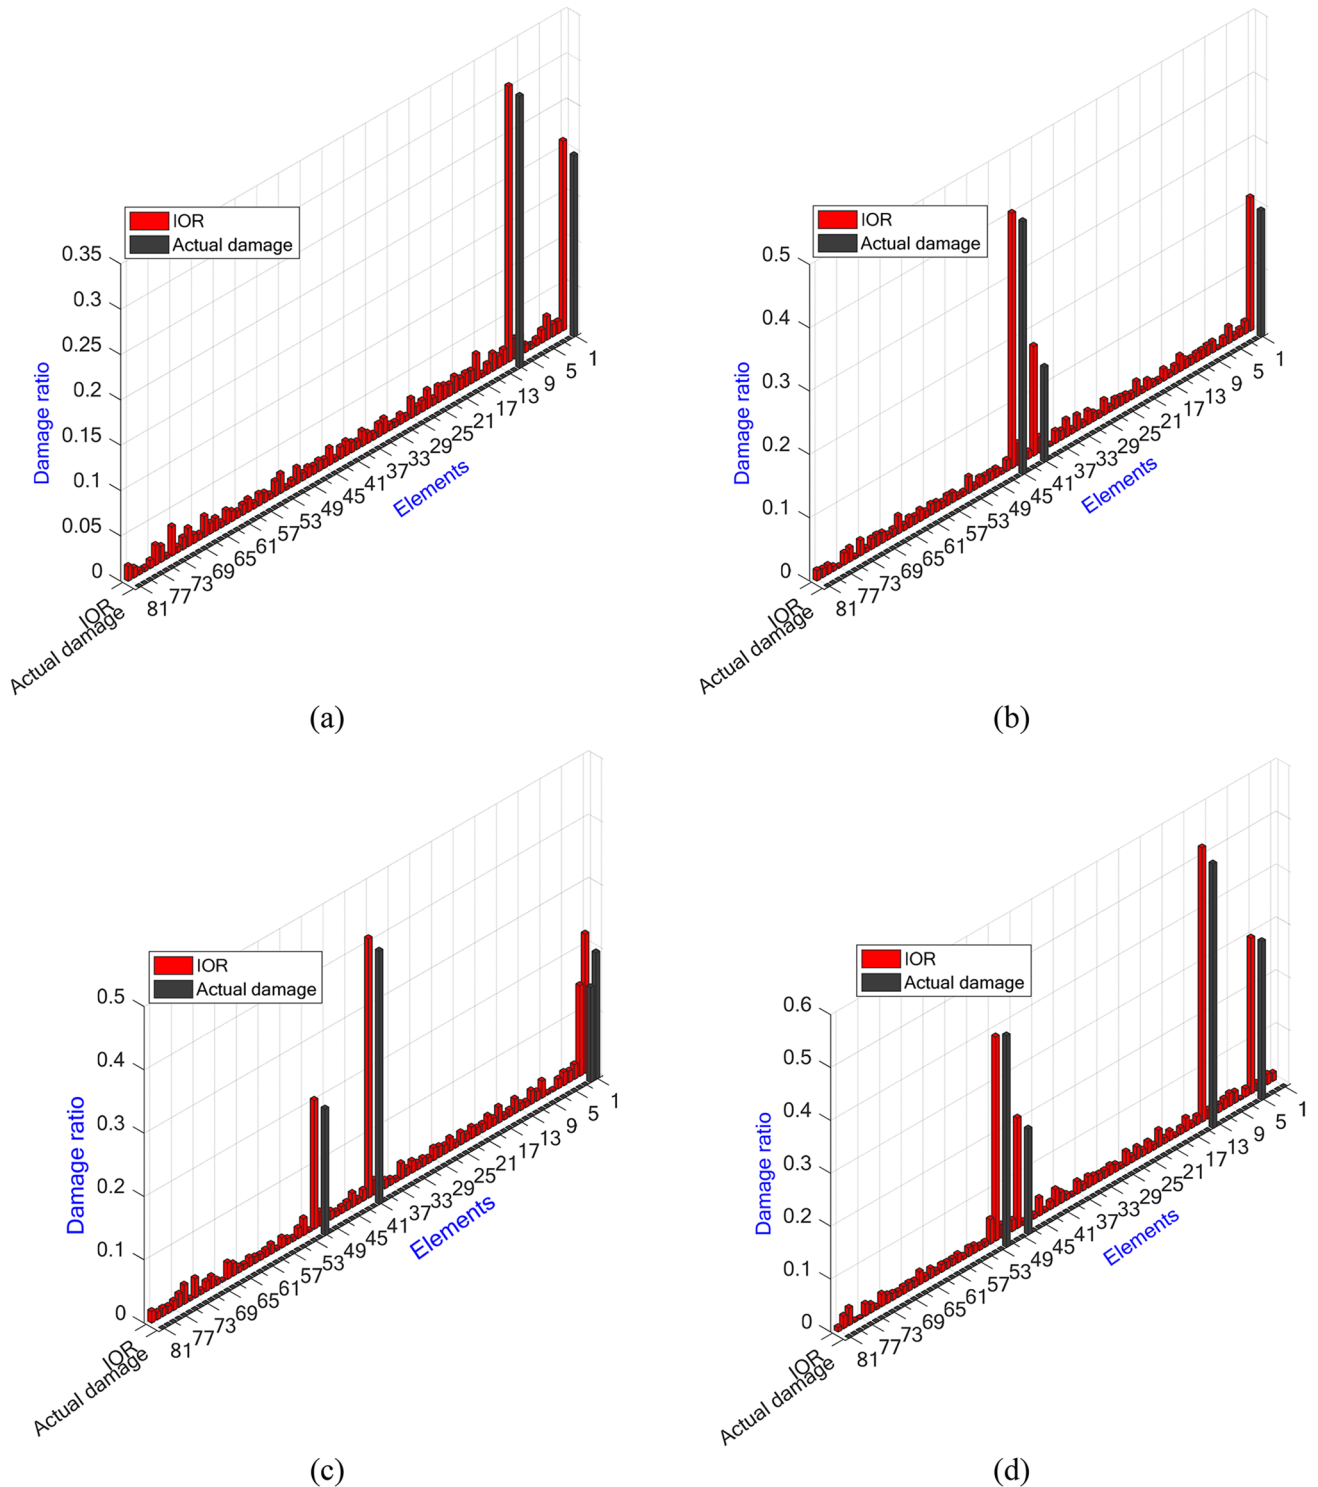 IOR
Actual damage
0.35
0.3
0.25
0.2
0.15
0.1
0.05
0
Damage ratio
IOR
Actual damage
81 77 73 69 65 61 57 53 49 45 41 37 33 29 25 21 17 13 9 5 1
Elements
(a)
IOR
Actual damage
0.5
0.4
0.3
0.2
0.1
0
Damage ratio
IOR
Actual damage
81 77 73 69 65 61 57 53 49 45 41 37 33 29 25 21 17 13 9 5 1
Elements
(b)
IOR
Actual damage
0.5
0.4
0.3
0.2
0.1
0
Damage ratio
IOR
Actual damage
81 77 73 69 65 61 57 53 49 45 41 37 33 29 25 21 17 13 9 5 1
Elements
(c)
IOR
Actual damage
0.6
0.5
0.4
0.3
0.2
0.1
0
Damage ratio
IOR
Actual damage
81 77 73 69 65 61 57 53 49 45 41 37 33 29 25 21 17 13 9 5 1
Elements
(d)